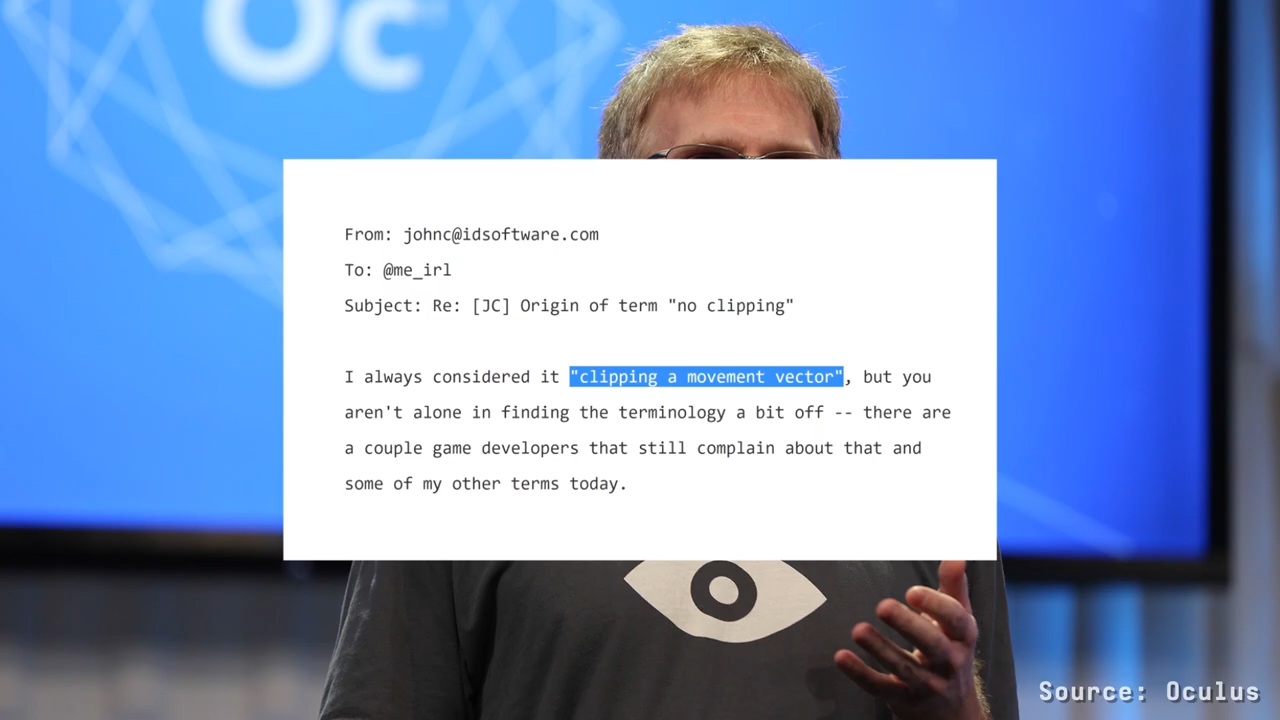 Oc
From: johnc@idsoftware.com
To: @me_irl
Subject: Re: [JC] Origin of term "no clipping"
I always considered it "clipping a movement vector", but you
aren't alone in finding the terminology a bit off -- there are
a couple game developers that still complain about that and
some of my other terms today.
Source: Oculus